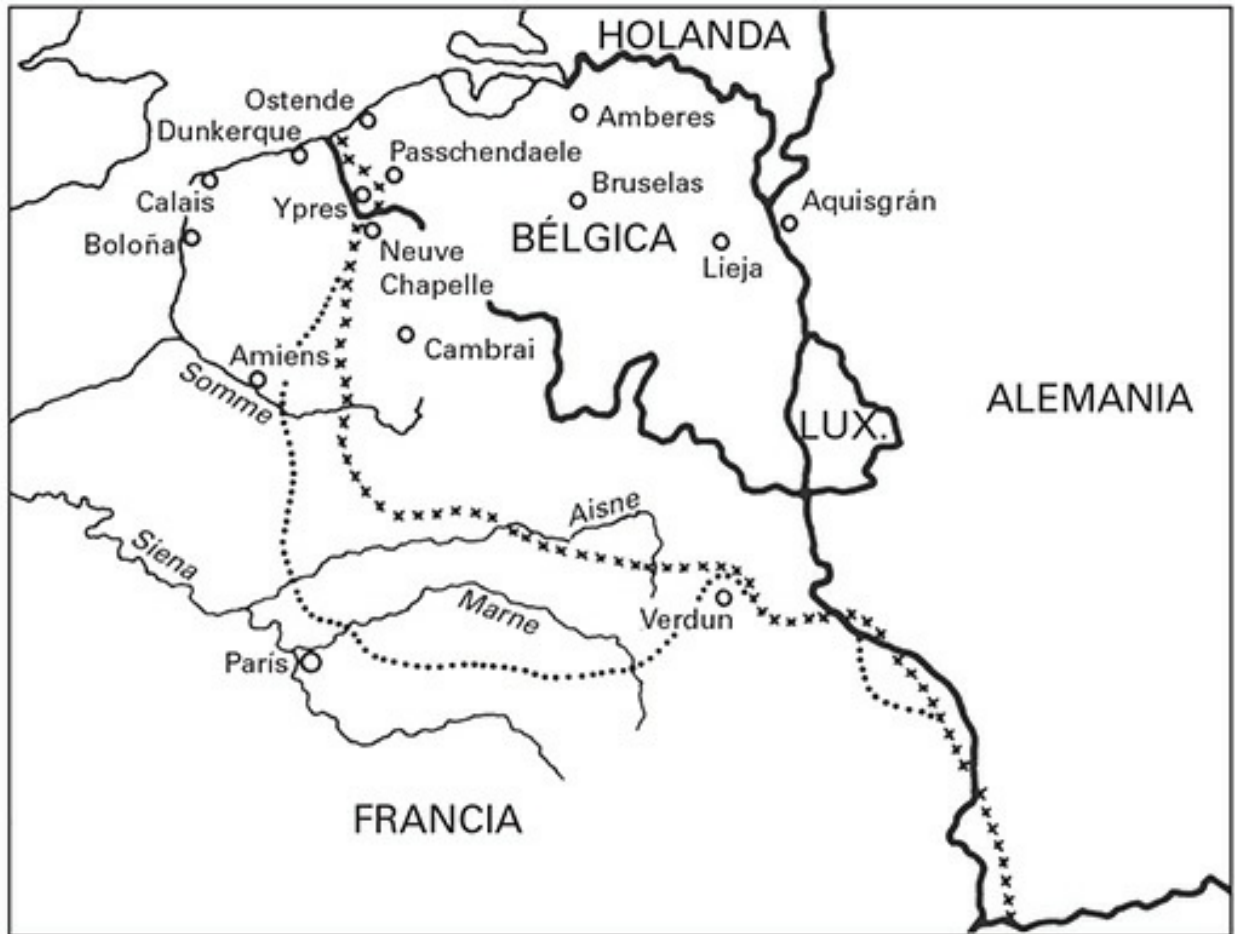 HOLANDA
Ostende
Amberes
Dunkerque
Passchendaele
Calais
Ypres
Bruselas
Aquisgrán
Boloña
Neuve
Chapelle
BÉLGICA
Lieja
Amiens
Cambrai
Somme
LUX.
ALEMANIA
Siena
Aisne
Marne
Verdun
París
FRANCIA